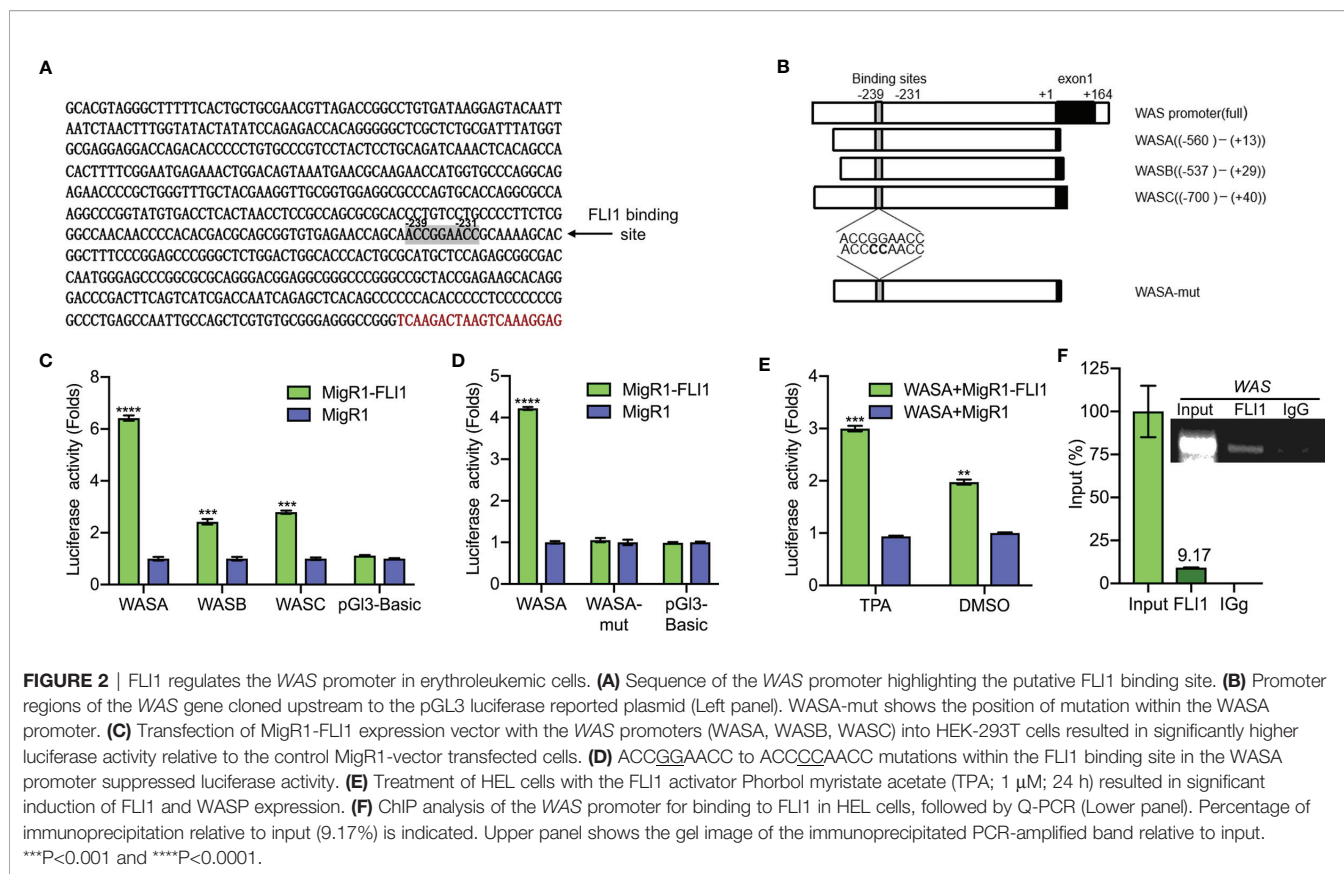 A
GCACGTAGGGCTTTTTCACTGCTGCGAACGTTAGACCGGCCTGTGATAAGGAGTACAATT
AATCTAACTTTGGTATACTATATCCAGAGACCACAGGGGGCTCGCTCTGCGATTTATGGT
GCGAGGAGGACCAGACACCCCCTGTGCCCGTCCTACTCCTGCAGATCAAACTCACAGCCA
CACTTTTCGGAATGAGAAACTGGACAGTAAATGAACGCAAGAACCATGGTGCCCAGGCAG
AGAACCCCGCTGGGTTTGCTACGAAGGTTGCGGTGGAGGCGCCCAGTGCACCAGGCGCCA
AGGCCCGGTATGTGACCTCACTAACCTCCGCCAGCGCGCACCCTGTCCTGCCCCTTCTCG
-239 -231
GGCCAACAACCCCACACGACGCAGCGGTGTGAGAACCAGCAACCGGAACCGCAAAAGCAC
FLI1 binding
site
GGCTTTCCCGGAGCCCGGGCTCTGGACTGGCACCCACTGCGCATGCTCCAGAGCGGCGAC
CAATGGGAGCCCGGCGCGCAGGGACGGAGGCGGGCCCGGGCCGCTACCGAGAAGCACAGG
GACCCGACTTCAGTCATCGACCAATCAGAGCTCACAGCCCCCCACACCCCCTCCCCCCCG
GCCCTGAGCCAATTGCCAGCTCGTGTGCGGGAGGGCCGGGTCAAGACTAAGTCAAAGGAG
B
Binding sites exon1
-239 -231 +1 +164
WAS promoter(full)
WASA((-560)-(+13))
WASB((-537)-(+29))
WASC((-700)-(+40))
ACCGGAACC
ACCCCAACC
WASA-mut
C
Luciferase activity (Folds)
8
6
4
2
0
MigR1-FLI1
MigR1
****
***
***
WASA WASB WASC pGl3-Basic
D
Luciferase activity (Folds)
5
4
3
2
1
0
MigR1-FLI1
MigR1
****
WASA WASA-mut pGl3-Basic
E
Luciferase activity (Folds)
4
3
2
1
0
WASA+MigR1-FLI1
WASA+MigR1
***
**
TPA DMSO
F
Input (%)
125
100
75
50
25
0
WAS
Input FLI1 IgG
9.17
Input FLI1 IGg
FIGURE 2 | FLI1 regulates the WAS promoter in erythroleukemic cells. (A) Sequence of the WAS promoter highlighting the putative FLI1 binding site. (B) Promoter
regions of the WAS gene cloned upstream to the pGL3 luciferase reported plasmid (Left panel). WASA-mut shows the position of mutation within the WASA
promoter. (C) Transfection of MigR1-FLI1 expression vector with the WAS promoters (WASA, WASB, WASC) into HEK-293T cells resulted in significantly higher
luciferase activity relative to the control MigR1-vector transfected cells. (D) ACCGGAACC to ACCCCAACC mutations within the FLI1 binding site in the WASA
promoter suppressed luciferase activity. (E) Treatment of HEL cells with the FLI1 activator Phorbol myristate acetate (TPA; 1 μM; 24 h) resulted in significant
induction of FLI1 and WASP expression. (F) ChIP analysis of the WAS promoter for binding to FLI1 in HEL cells, followed by Q-PCR (Lower panel). Percentage of
immunoprecipitation relative to input (9.17%) is indicated. Upper panel shows the gel image of the immunoprecipitated PCR-amplified band relative to input.
***P<0.001 and ****P<0.0001.